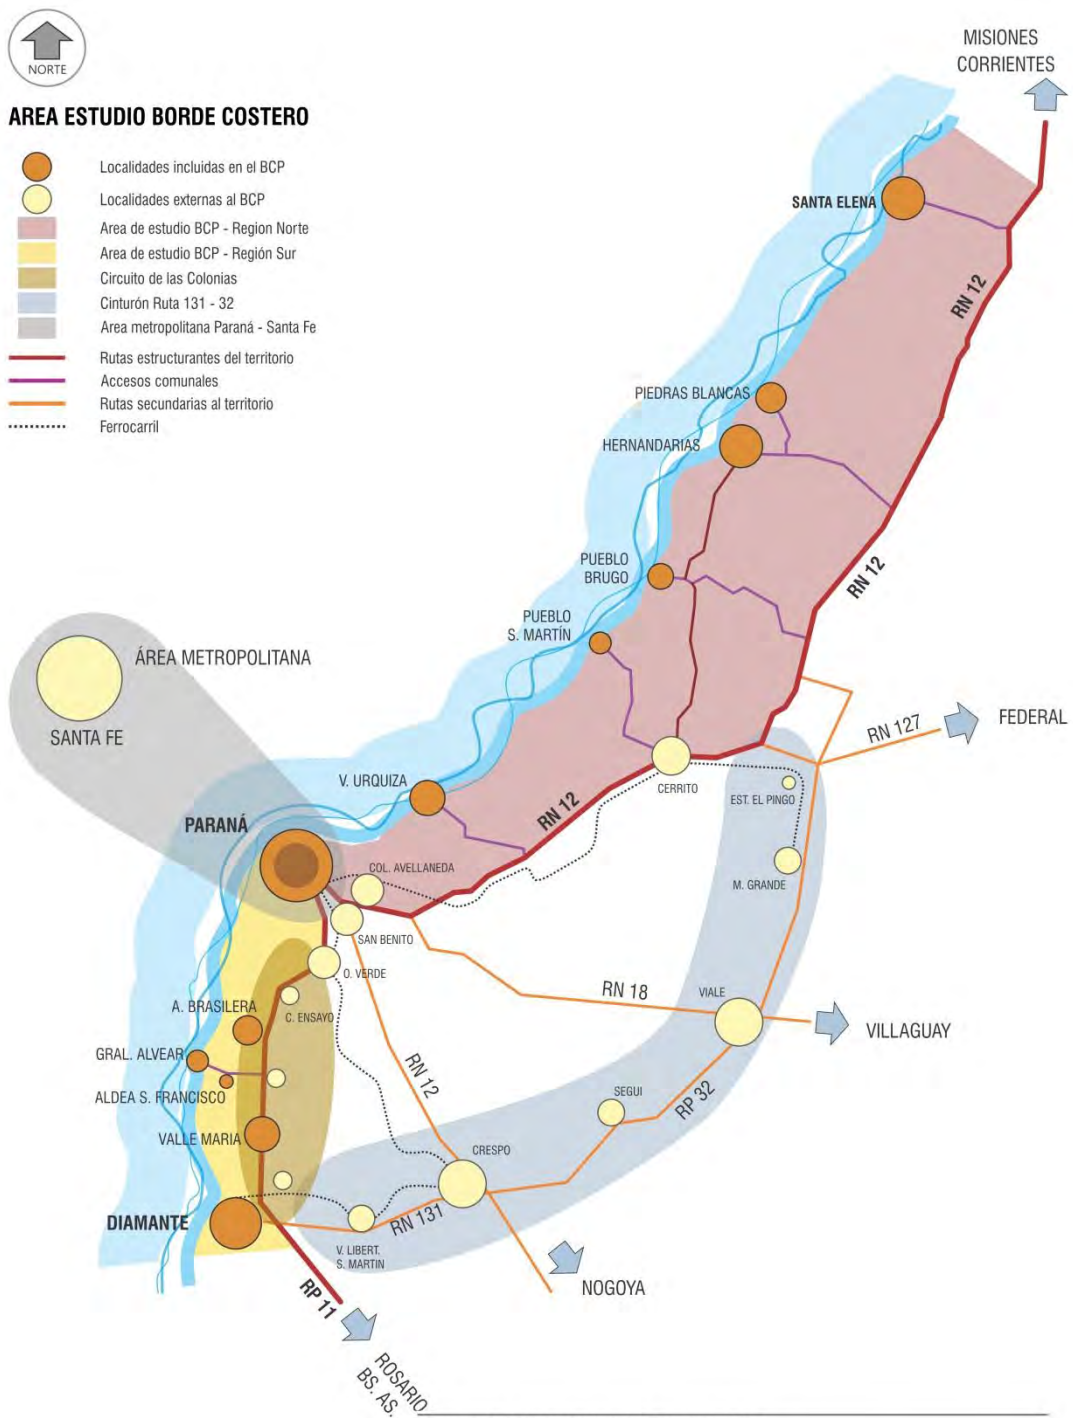 NORTE
AREA ESTUDIO BORDE COSTERO
Localidades incluidas en el BCP
Localidades externas al BCP
Area de estudio BCP - Region Norte
Area de estudio BCP - Región Sur
Circuito de las Colonias
Cinturón Ruta 131 - 32
Area metropolitana Paraná - Santa Fe
Rutas estructurantes del territorio
Accesos comunales
Rutas secundarias al territorio
Ferrocarril
MISIONES
CORRIENTES
SANTA ELENA
RN 12
PIEDRAS BLANCAS
HERNANDARIAS
PUEBLO
BRUGO
RN 12
PUEBLO
S. MARTÍN
ÁREA METROPOLITANA
SANTA FE
RN 127
FEDERAL
V. URQUIZA
CERRITO
EST. EL PINGO
RN 12
PARANÁ
COL. AVELLANEDA
M. GRANDE
SAN BENITO
O. VERDE
RN 18
VIALE
VILLAGUAY
A. BRASILERA
C. ENSAYO
GRAL. ALVEAR
ALDEA S. FRANCISCO
RN 12
SEGUI
RP 32
VALLE MARIA
CRESPO
DIAMANTE
RN 131
V. LIBERT.
S. MARTIN
NOGOYA
RP 11
ROSARIO
BS. AS.